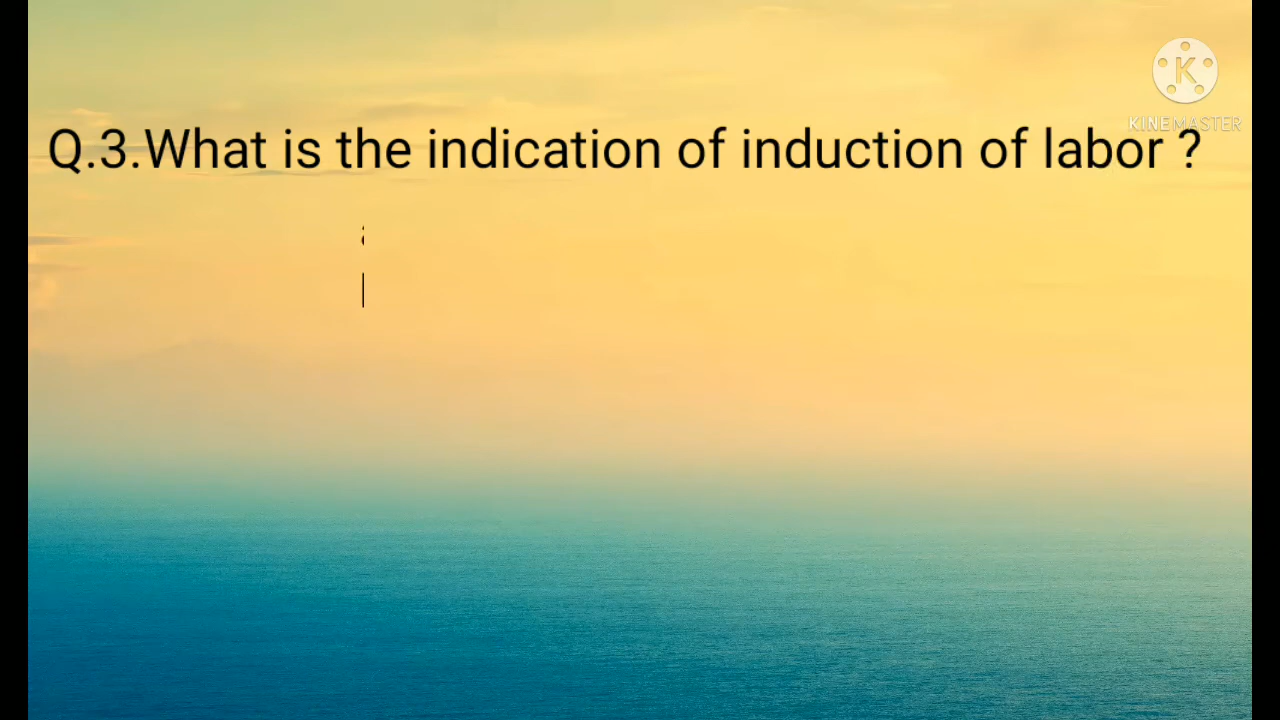 KINEMASTER
Q.3.What is the indication of induction of labor ?